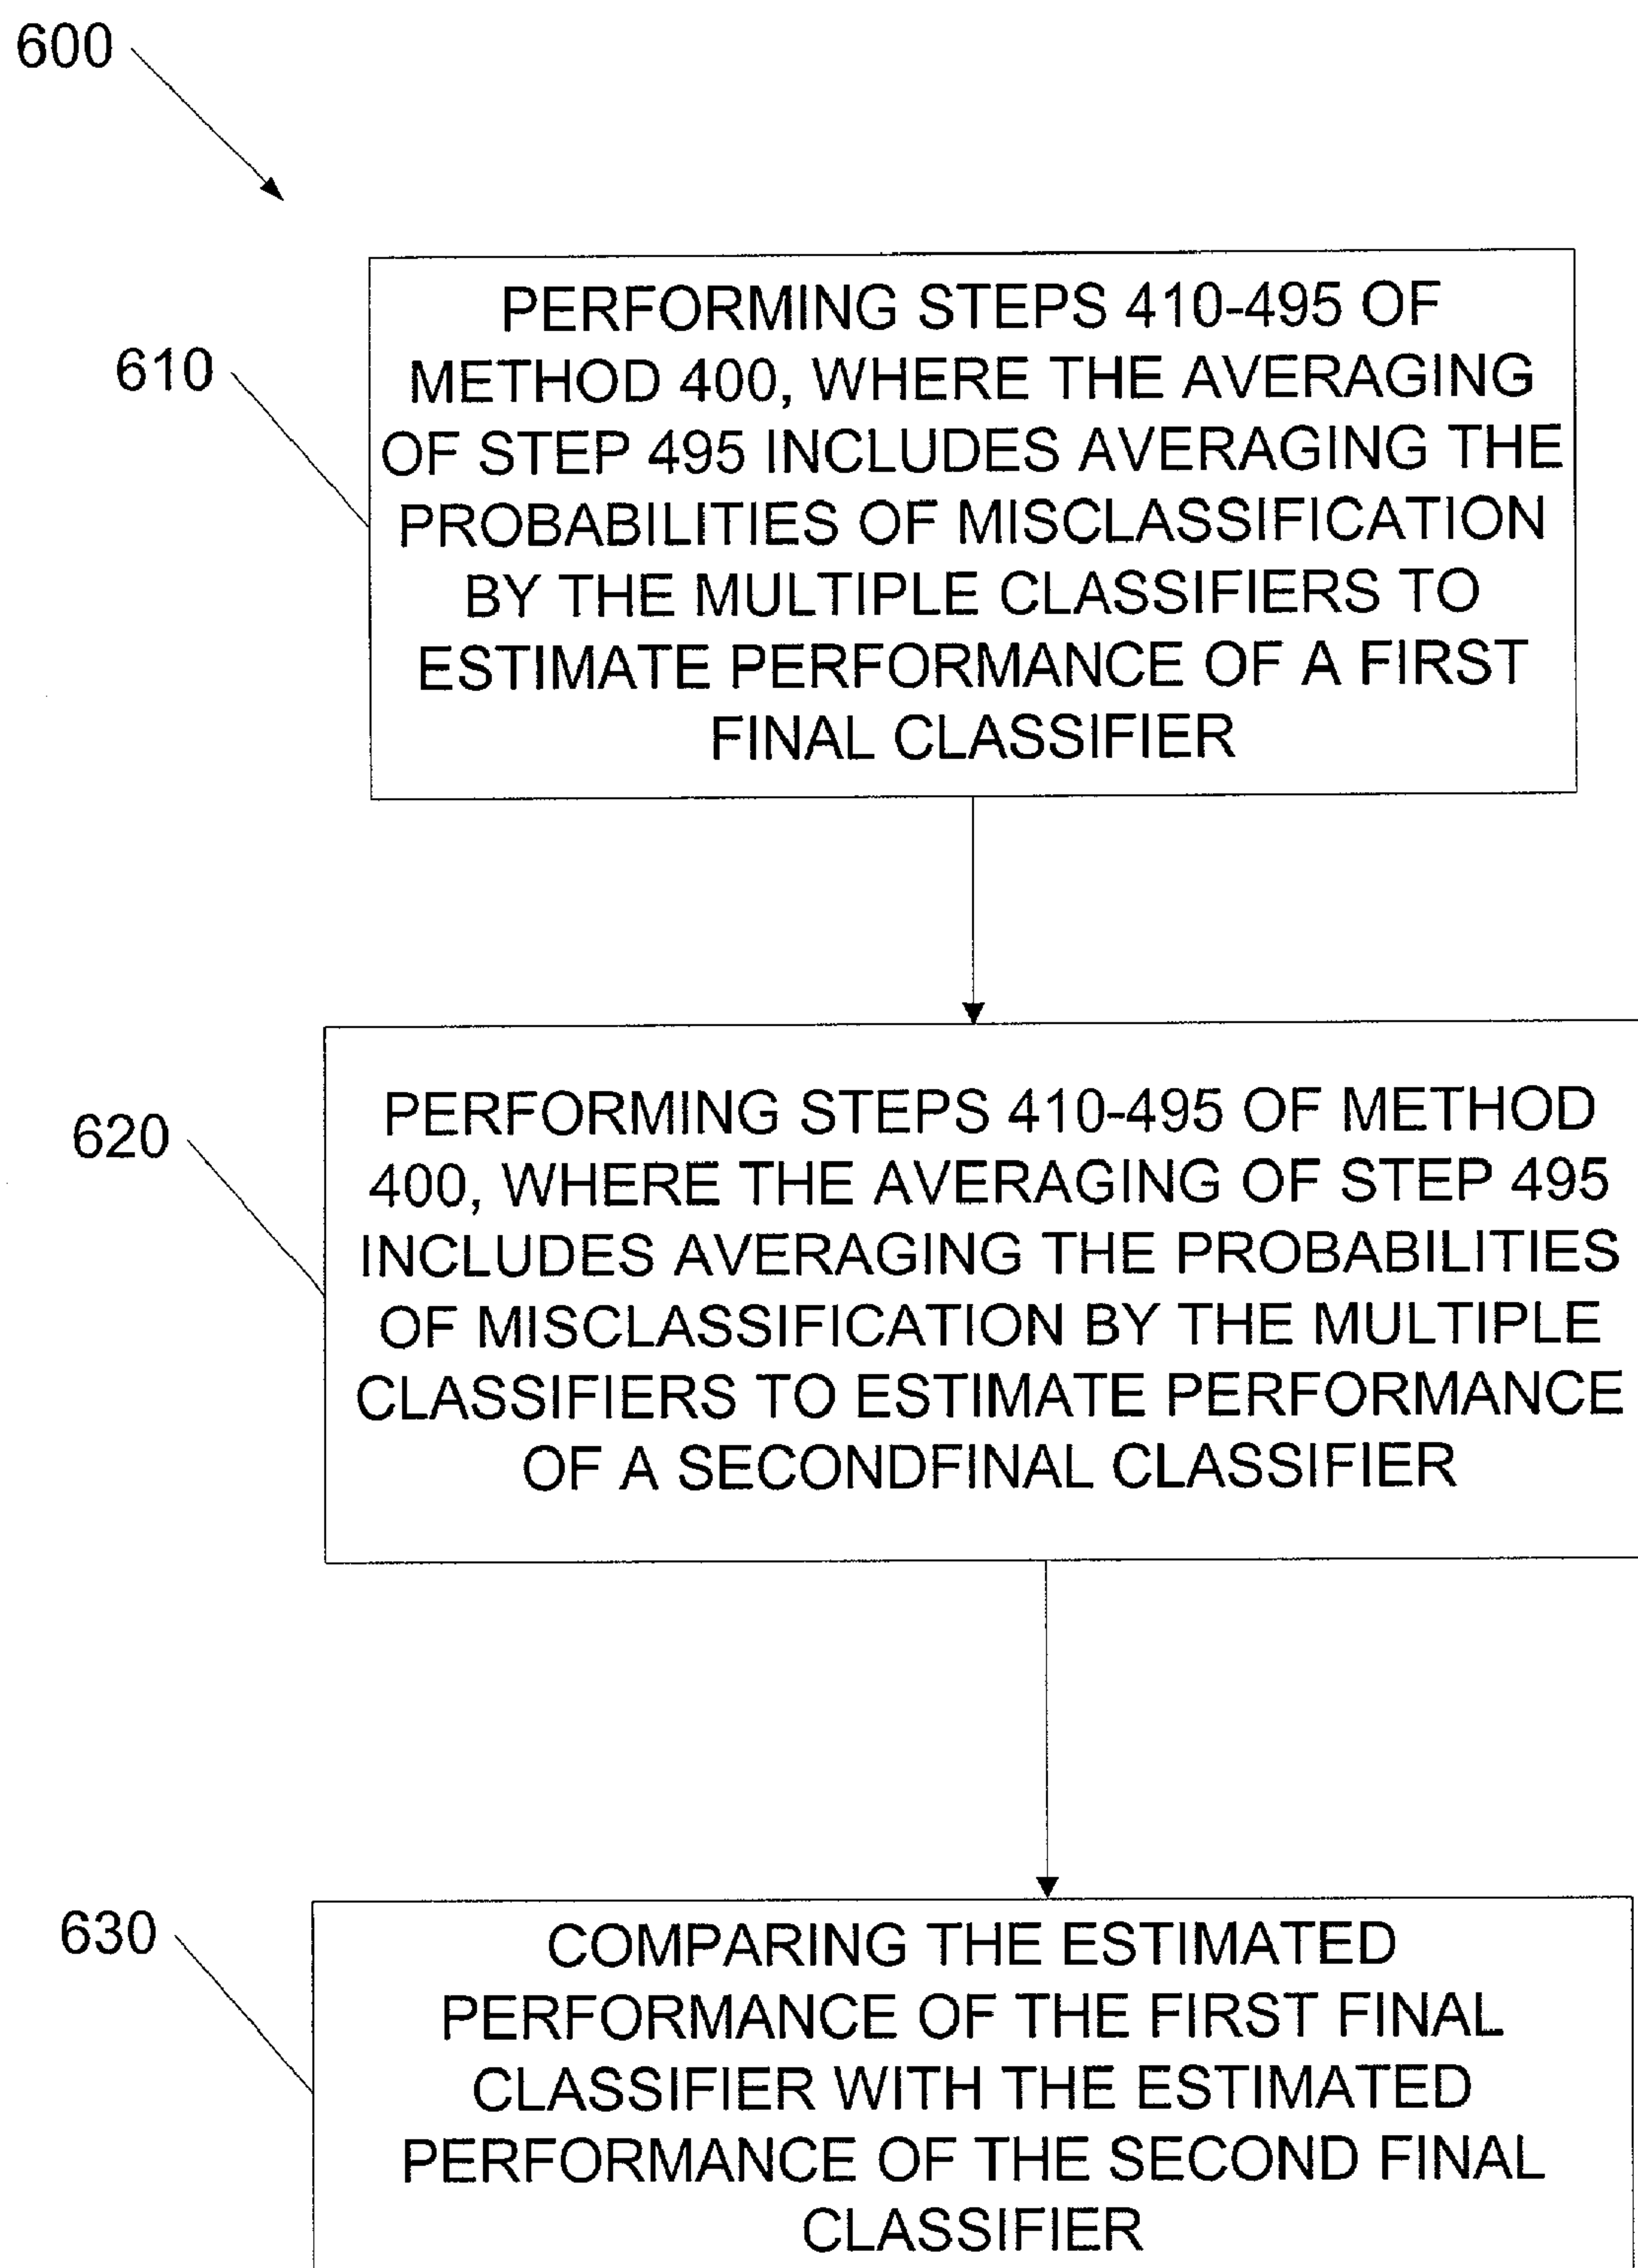 600
610
PERFORMING STEPS 410-495 OF
METHOD 400, WHERE THE AVERAGING
OF STEP 495 INCLUDES AVERAGING THE
PROBABILITIES OF MISCLASSIFICATION
BY THE MULTIPLE CLASSIFIERS TO
ESTIMATE PERFORMANCE OF A FIRST
FINAL CLASSIFIER
620
PERFORMING STEPS 410-495 OF METHOD
400, WHERE THE AVERAGING OF STEP 495
INCLUDES AVERAGING THE PROBABILITIES
OF MISCLASSIFICATION BY THE MULTIPLE
CLASSIFIERS TO ESTIMATE PERFORMANCE
OF A SECONDFINAL CLASSIFIER
630
COMPARING THE ESTIMATED
PERFORMANCE OF THE FIRST FINAL
CLASSIFIER WITH THE ESTIMATED
PERFORMANCE OF THE SECOND FINAL
CLASSIFIER